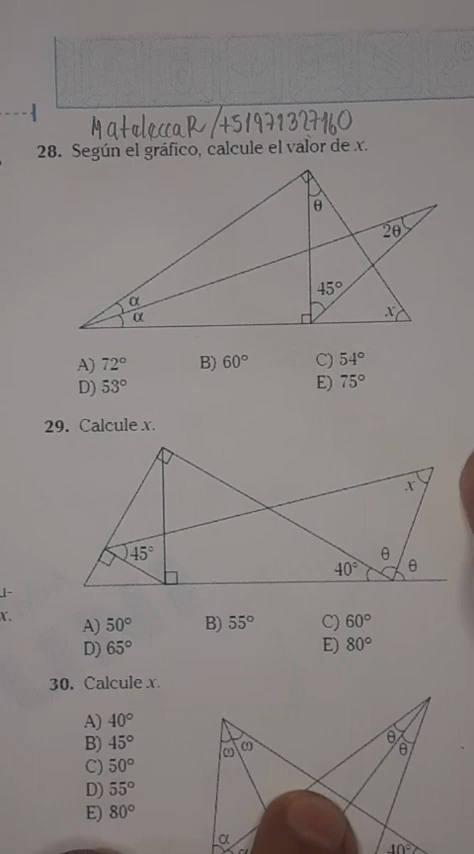 MateleccaR/+51971327160
28. Según el gráfico, calcule el valor de x.
θ
2θ
45°
α
α
x
A) 72° B) 60° C) 54°
D) 53° E) 75°
29. Calcule x.
x
45°
40° θ θ
u-
x.
A) 50° B) 55° C) 60°
D) 65° E) 80°
30. Calcule x.
A) 40°
B) 45°
C) 50°
D) 55°
E) 80°
ω ω
θ
θ
α
40°